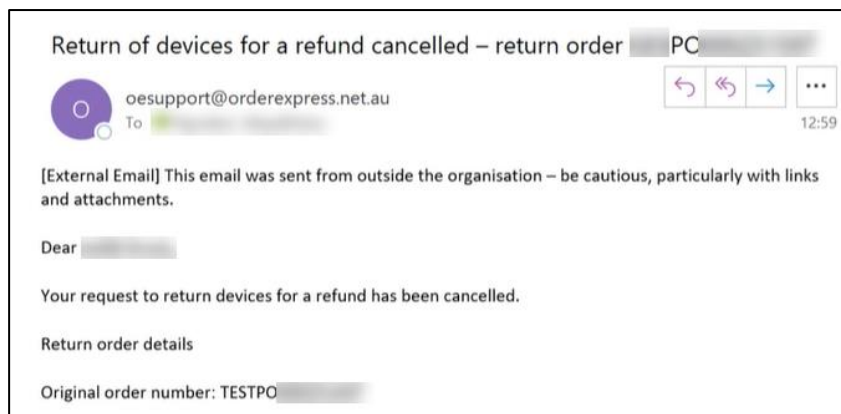 Return of devices for a refund cancelled – return order PO
O
oesupport@orderexpress.net.au
To
12:59
[External Email] This email was sent from outside the organisation – be cautious, particularly with links
and attachments.
Dear
Your request to return devices for a refund has been cancelled.
Return order details
Original order number: TESTPO